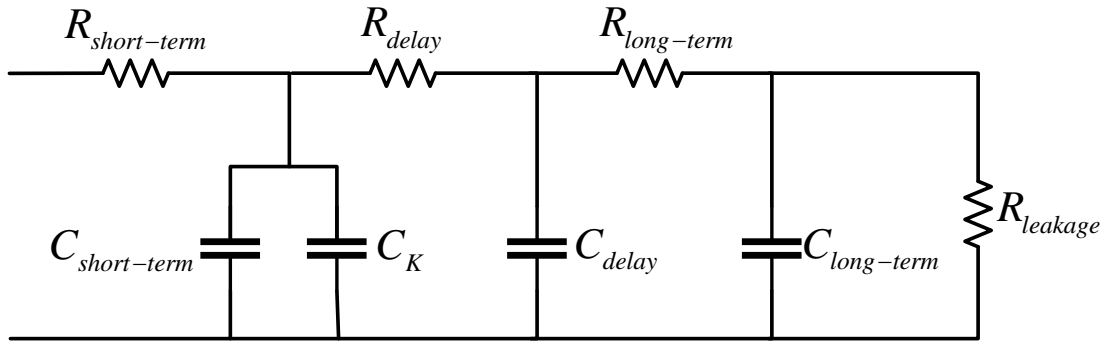 R_short−term
R_delay
R_long−term
C_short−term
C_K
C_delay
C_long−term
R_leakage